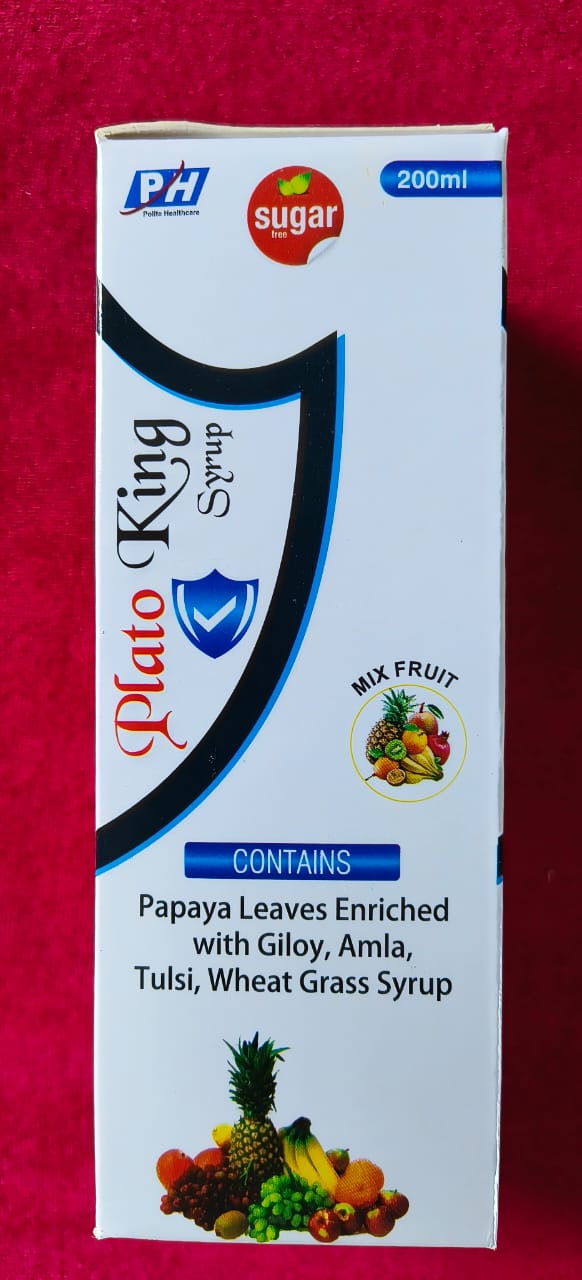 PH
Polite Healthcare
sugar
free
200ml
Plato King
Syrup
MIX FRUIT
CONTAINS
Papaya Leaves Enriched
with Giloy, Amla,
Tulsi, Wheat Grass Syrup